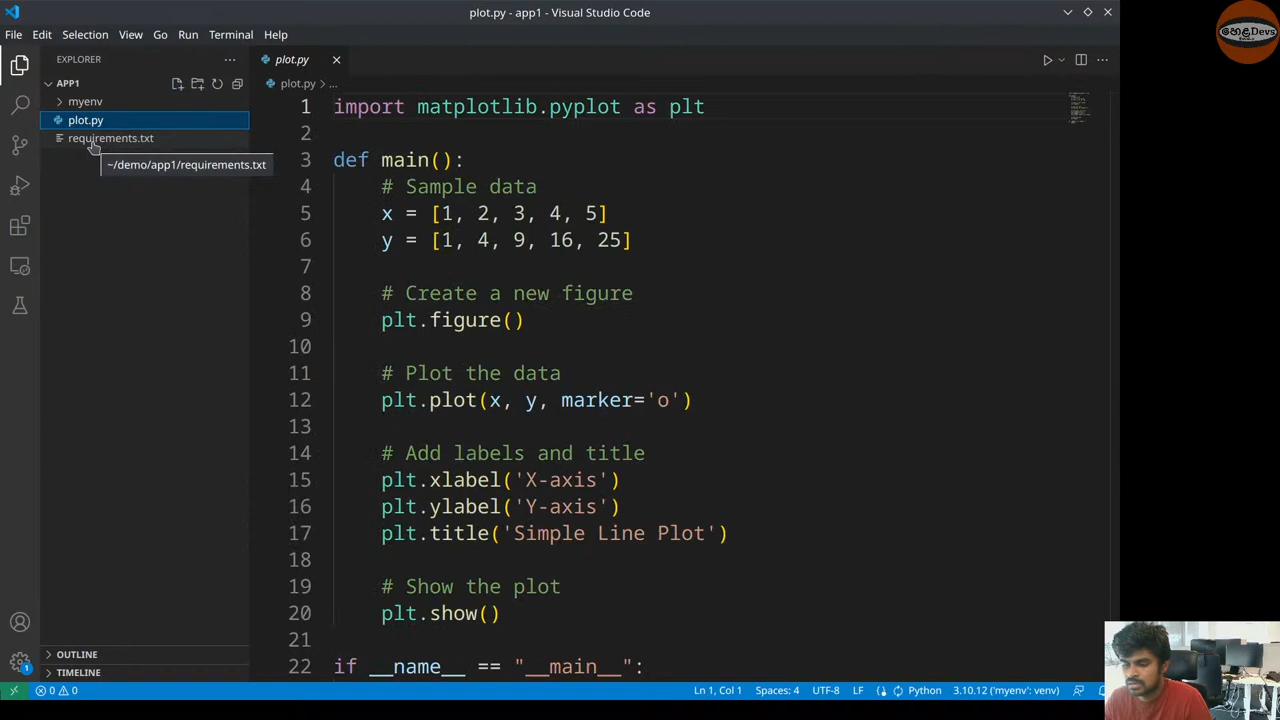 plot.py - app1 - Visual Studio Code
හෙළDevs
File Edit Selection View Go Run Terminal Help
EXPLORER
plot.py
APP1
plot.py > ...
myenv
plot.py
requirements.txt
~/demo/app1/requirements.txt
1 import matplotlib.pyplot as plt
2
3 def main():
4 # Sample data
5 x = [1, 2, 3, 4, 5]
6 y = [1, 4, 9, 16, 25]
7
8 # Create a new figure
9 plt.figure()
10
11 # Plot the data
12 plt.plot(x, y, marker='o')
13
14 # Add labels and title
15 plt.xlabel('X-axis')
16 plt.ylabel('Y-axis')
17 plt.title('Simple Line Plot')
18
19 # Show the plot
20 plt.show()
21
22 if __name__ == "__main__":
OUTLINE
TIMELINE
1
0 0
Ln 1, Col 1 Spaces: 4 UTF-8 LF Python 3.10.12 ('myenv': venv)